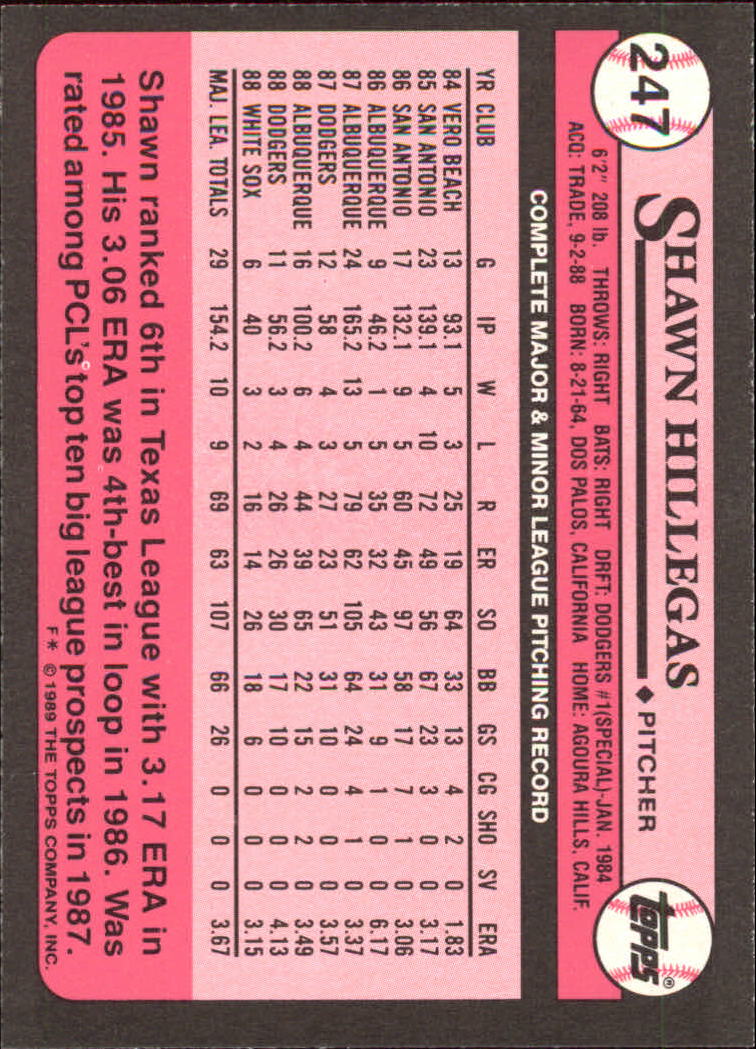 247
SHAWN HILLEGAS
◆ PITCHER
topps®
6'2" 208 lb. THROWS: RIGHT BATS: RIGHT DRFT: DODGERS #1(SPECIAL)-JAN. 1984
ACQ: TRADE, 9-2-88 BORN: 8-21-64, DOS PALOS, CALIFORNIA HOME: AGOURA HILLS, CALIF.
COMPLETE MAJOR & MINOR LEAGUE PITCHING RECORD
YR CLUB G IP W L R ER SO BB GS CG SHO SV ERA
84 VERO BEACH 13 93.1 5 3 25 19 64 33 13 4 2 0 1.83
85 SAN ANTONIO 23 139.1 4 10 72 49 56 67 23 3 0 0 3.17
86 SAN ANTONIO 17 132.1 9 5 60 45 97 58 17 7 1 0 3.06
86 ALBUQUERQUE 9 46.2 1 5 35 32 43 31 9 1 0 0 6.17
87 ALBUQUERQUE 24 165.2 13 5 79 62 105 64 24 4 1 0 3.37
87 DODGERS 12 58 4 3 27 23 51 31 10 0 0 0 3.57
88 ALBUQUERQUE 16 100.2 6 4 44 39 65 22 15 2 2 0 3.49
88 DODGERS 11 56.2 3 4 26 26 30 17 10 0 0 0 4.13
88 WHITE SOX 6 40 3 2 16 14 26 18 6 0 0 0 3.15
MAJ. LEA. TOTALS 29 154.2 10 9 69 63 107 66 26 0 0 0 3.67
Shawn ranked 6th in Texas League with 3.17 ERA in
1985. His 3.06 ERA was 4th-best in loop in 1986. Was
rated among PCL's top ten big league prospects in 1987.
F* © 1989 THE TOPPS COMPANY, INC.